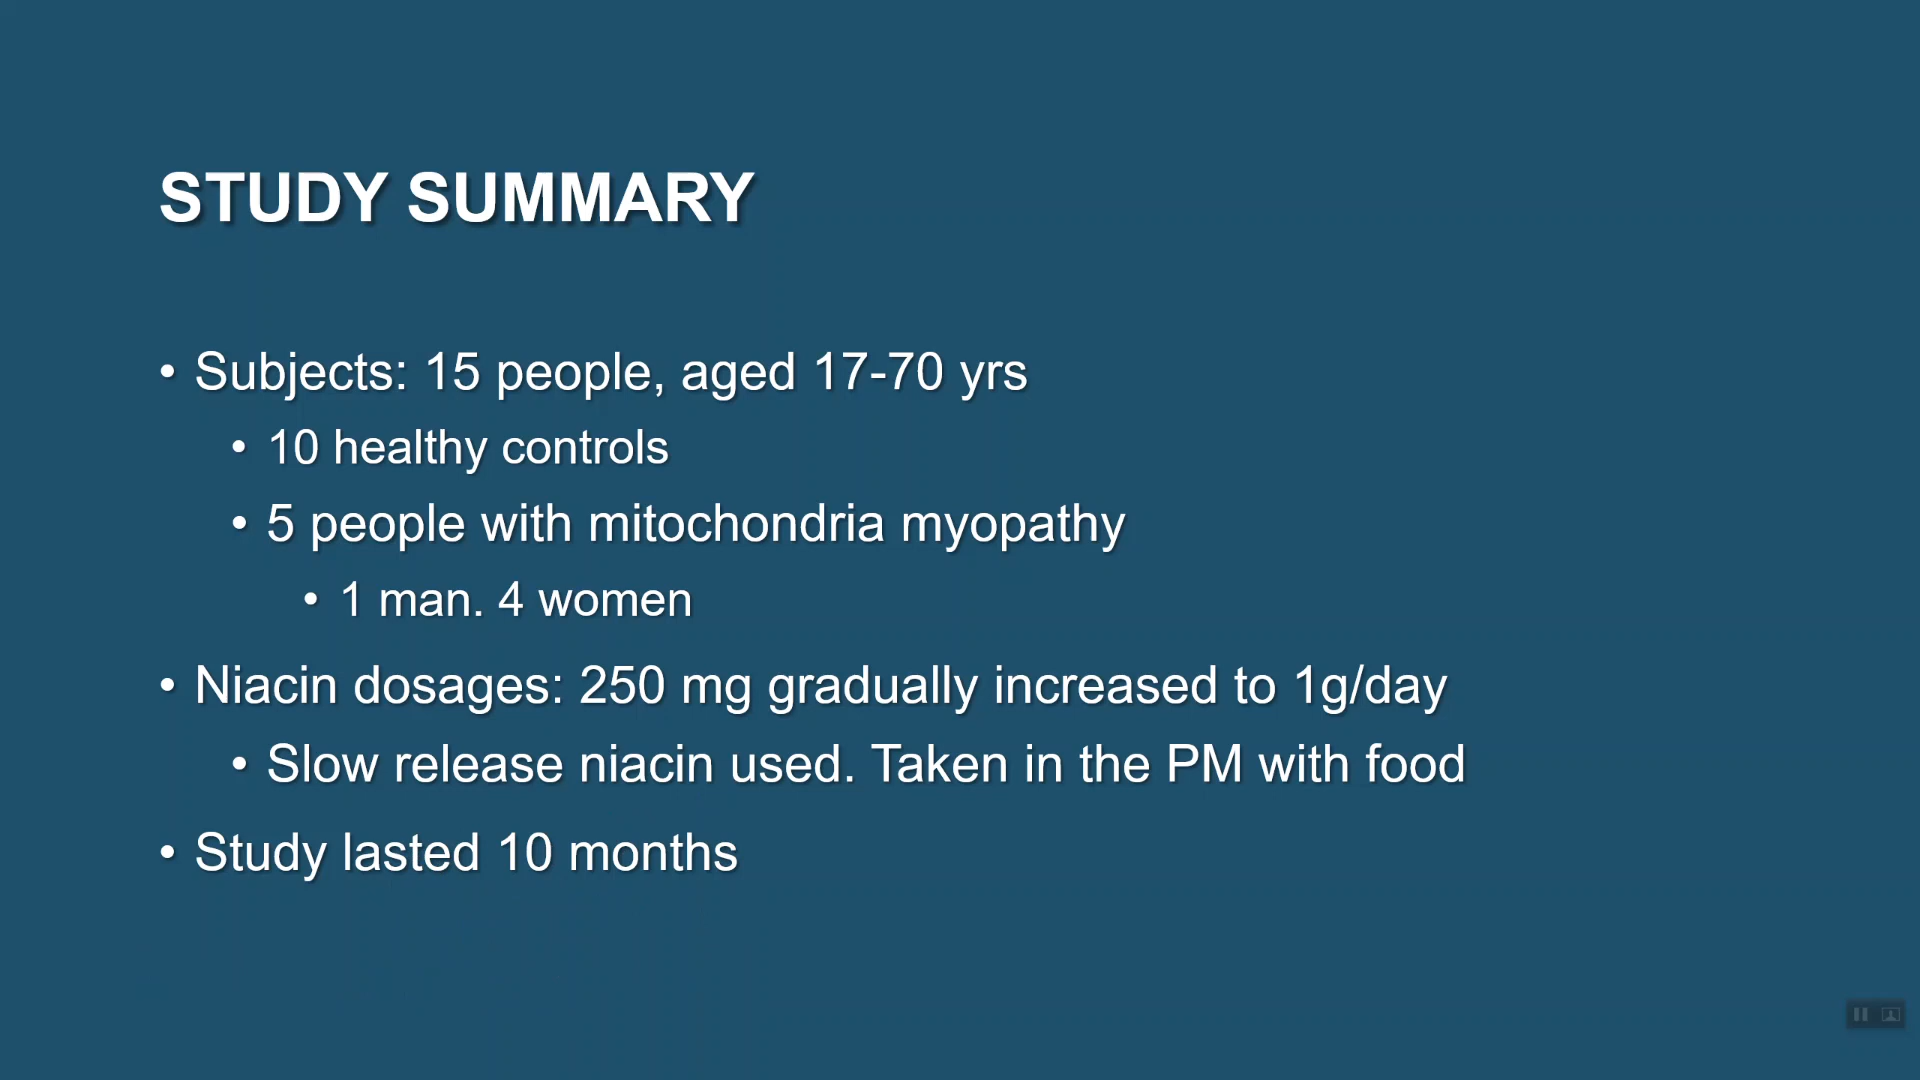 STUDY SUMMARY
• Subjects: 15 people, aged 17-70 yrs
• 10 healthy controls
• 5 people with mitochondria myopathy
• 1 man. 4 women
• Niacin dosages: 250 mg gradually increased to 1g/day
• Slow release niacin used. Taken in the PM with food
• Study lasted 10 months